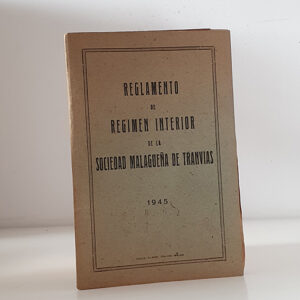 REGLAMENTO
DE
REGIMEN INTERIOR
DE LA
SOCIEDAD MALAGUEÑA DE TRANVIAS
1945